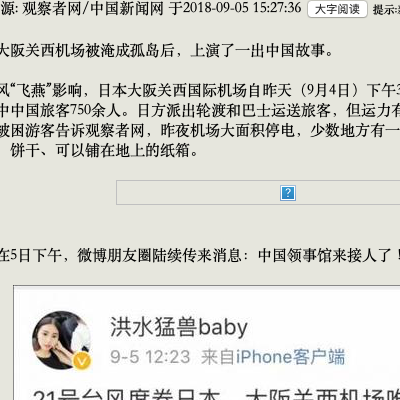 源: 观察者网/中国新闻网 于2018-09-05 15:27:36 大字阅读 提示:
大阪关西机场被淹成孤岛后，上演了一出中国故事。
风“飞燕”影响，日本大阪关西国际机场自昨天（9月4日）下午3
中中国旅客750余人。日方派出轮渡和巴士运送旅客，但运力有
被困游客告诉观察者网，昨夜机场大面积停电，少数地方有一
饼干、可以铺在地上的纸箱。
在5日下午，微博朋友圈陆续传来消息：中国领事馆来接人了！
洪水猛兽baby
9-5 12:23 来自iPhone客户端
21号台风席卷日本，大阪关西机场